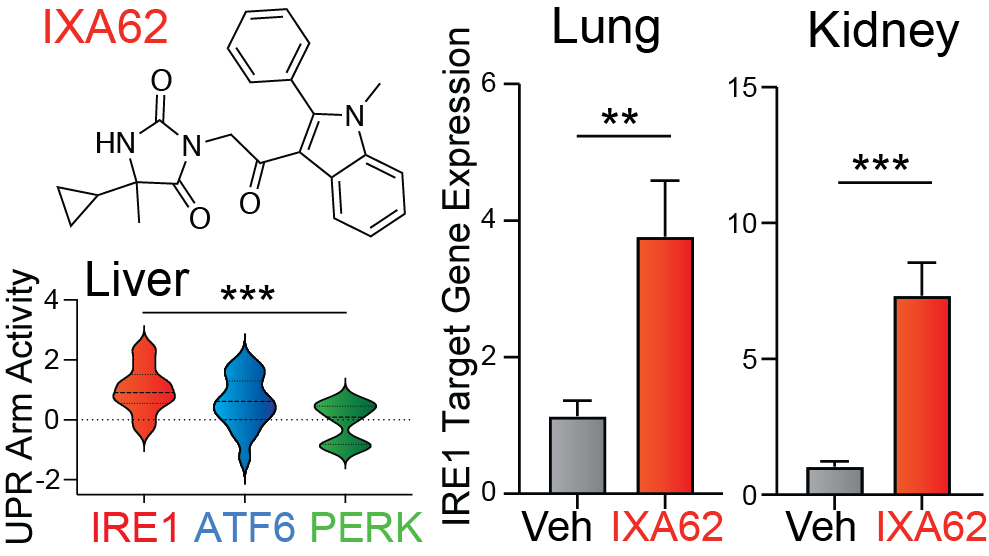 IXA62
O
HN
N
O
O
N
Liver
***
UPR Arm Activity
4
2
0
-2
IRE1 ATF6 PERK
Lung
IRE1 Target Gene Expression
6
4
2
0
**
Veh IXA62
Kidney
15
10
5
0
***
Veh IXA62